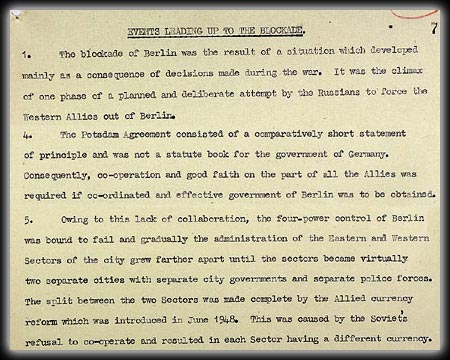 EVENTS LEADING UP TO THE BLOCKADE.
7
1. The blockade of Berlin was the result of a situation which developed
mainly as a consequence of decisions made during the war. It was the climax
of one phase of a planned and deliberate attempt by the Russians to force the
Western Allies out of Berlin.
4. The Potsdam Agreement consisted of a comparatively short statement
of principle and was not a statute book for the government of Germany.
Consequently, co-operation and good faith on the part of all the Allies was
required if co-ordinated and effective government of Berlin was to be obtained.
5. Owing to this lack of collaboration, the four-power control of Berlin
was bound to fail and gradually the administration of the Eastern and Western
Sectors of the city grew farther apart until the sectors became virtually
two separate cities with separate city governments and separate police forces.
The split between the two Sectors was made complete by the Allied currency
reform which was introduced in June 1948. This was caused by the Soviet's
refusal to co-operate and resulted in each Sector having a different currency.